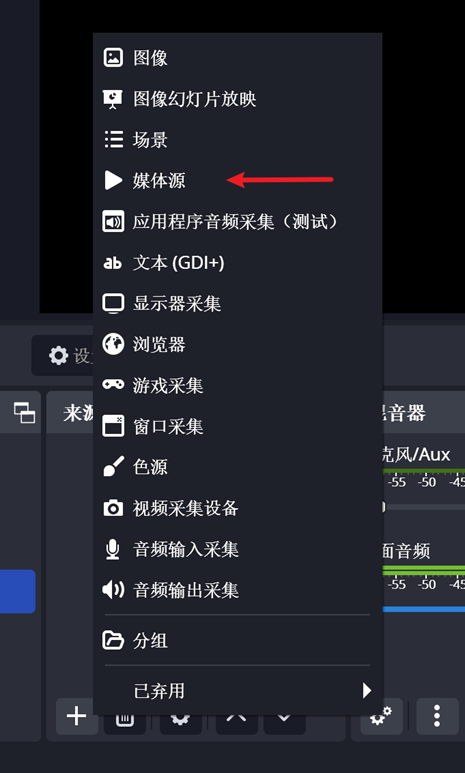 图像
图像幻灯片放映
场景
媒体源
应用程序音频采集（测试）
ab 文本 (GDI+)
显示器采集
浏览器
设
游戏采集
来源
窗口采集
混音器
克风/Aux
色源
-55 -50 -45
视频采集设备
音频输入采集
面音频
音频输出采集
-55 -50 -45
分组
已弃用